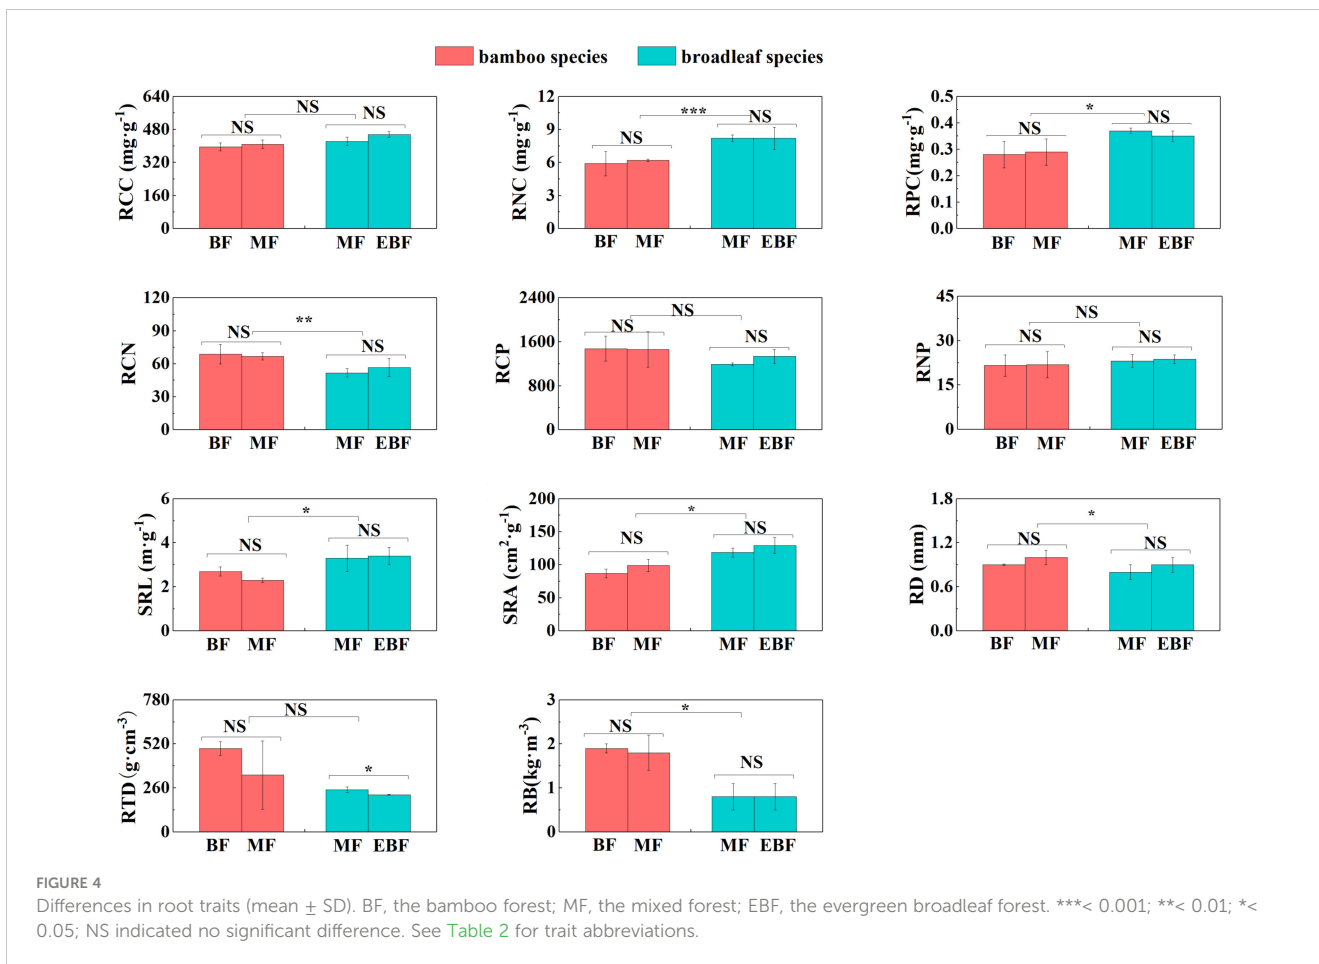 bamboo species broadleaf species
RCC (mg·g-1)
640
480
320
160
0
NS
NS
NS
BF MF MF EBF
RNC (mg·g-1)
12
9
6
3
0
***
NS
NS
BF MF MF EBF
RPC(mg·g-1)
0.5
0.4
0.3
0.2
0.1
0.0
*
NS
NS
BF MF MF EBF
RCN
120
90
60
30
0
**
NS
NS
BF MF MF EBF
RCP
2400
1600
800
0
NS
NS
NS
BF MF MF EBF
RNP
45
30
15
0
NS
NS
NS
BF MF MF EBF
SRL (m·g-1)
6
4
2
0
*
NS
NS
BF MF MF EBF
SRA (cm2·g-1)
200
150
100
50
0
*
NS
NS
BF MF MF EBF
RD (mm)
1.8
1.2
0.6
0.0
*
NS
NS
BF MF MF EBF
RTD(g·cm-3)
780
520
260
0
NS
NS
*
BF MF MF EBF
RB(kg·m-3)
3
2
1
0
*
NS
NS
BF MF MF EBF
FIGURE 4
Differences in root traits (mean ± SD). BF, the bamboo forest; MF, the mixed forest; EBF, the evergreen broadleaf forest. ***< 0.001; **< 0.01; *<
0.05; NS indicated no significant difference. See Table 2 for trait abbreviations.